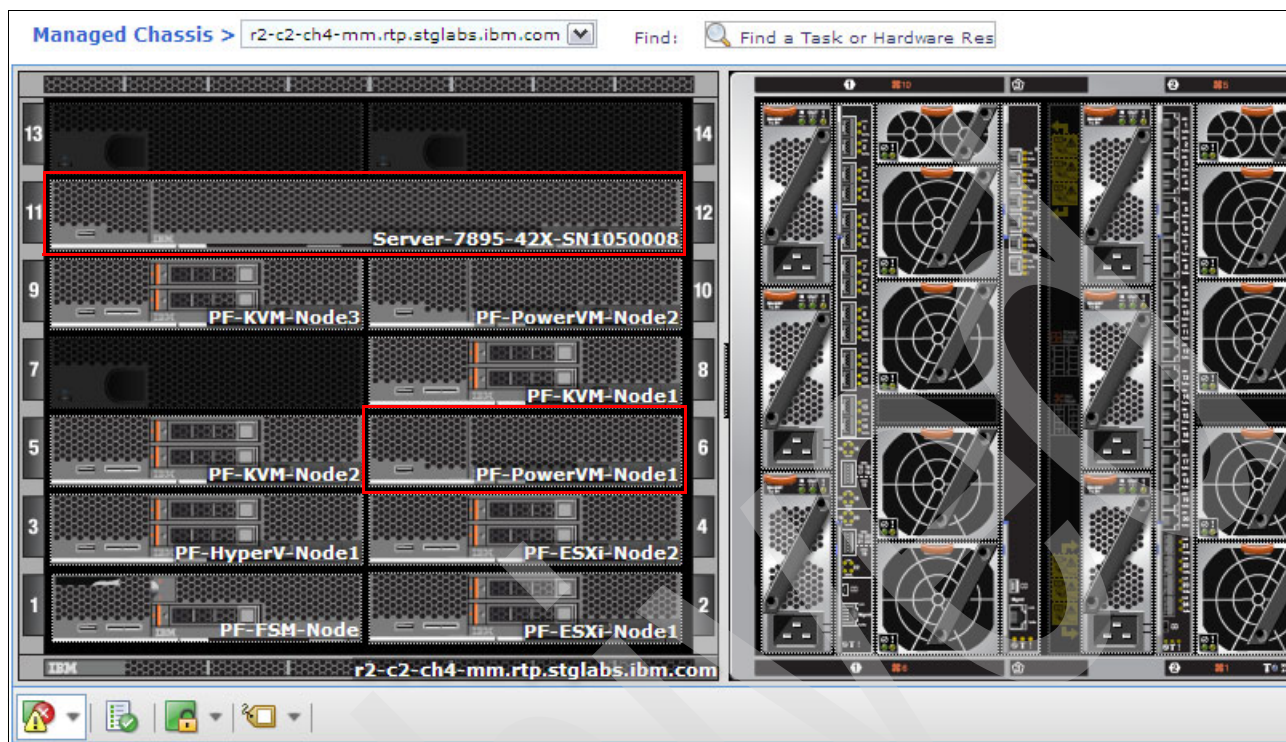 Managed Chassis > r2-c2-ch4-mm.rtp.stglabs.ibm.com Find: Find a Task or Hardware Res
13 14
11 Server-7895-42X-SN1050008 12
9 PF-KVM-Node3 PF-PowerVM-Node2 10
7 PF-KVM-Node1 8
5 PF-KVM-Node2 PF-PowerVM-Node1 6
3 PF-HyperV-Node1 PF-ESXi-Node2 4
1 PF-FSM-Node PF-ESXi-Node1 2
IBM r2-c2-ch4-mm.rtp.stglabs.ibm.com